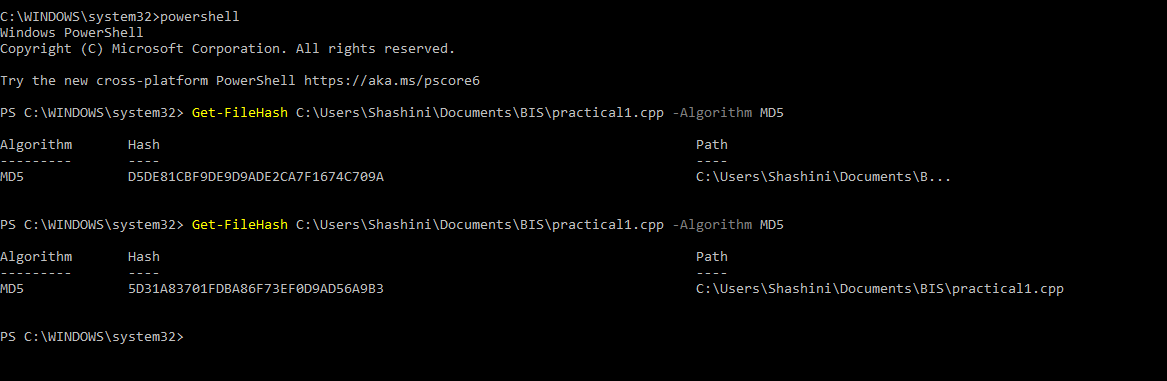 C:\WINDOWS\system32>powershell
Windows PowerShell
Copyright (C) Microsoft Corporation. All rights reserved.
Try the new cross-platform PowerShell https://aka.ms/pscore6
PS C:\WINDOWS\system32> Get-FileHash C:\Users\Shashini\Documents\BIS\practical1.cpp -Algorithm MD5
Algorithm       Hash                                                                   Path
---------       ----                                                                   ----
MD5             D5DE81CBF9DE9D9ADE2CA7F1674C709A                                       C:\Users\Shashini\Documents\B...
PS C:\WINDOWS\system32> Get-FileHash C:\Users\Shashini\Documents\BIS\practical1.cpp -Algorithm MD5
Algorithm       Hash                                                                   Path
---------       ----                                                                   ----
MD5             5D31A83701FDBA86F73EF0D9AD56A9B3                                       C:\Users\Shashini\Documents\BIS\practical1.cpp
PS C:\WINDOWS\system32>